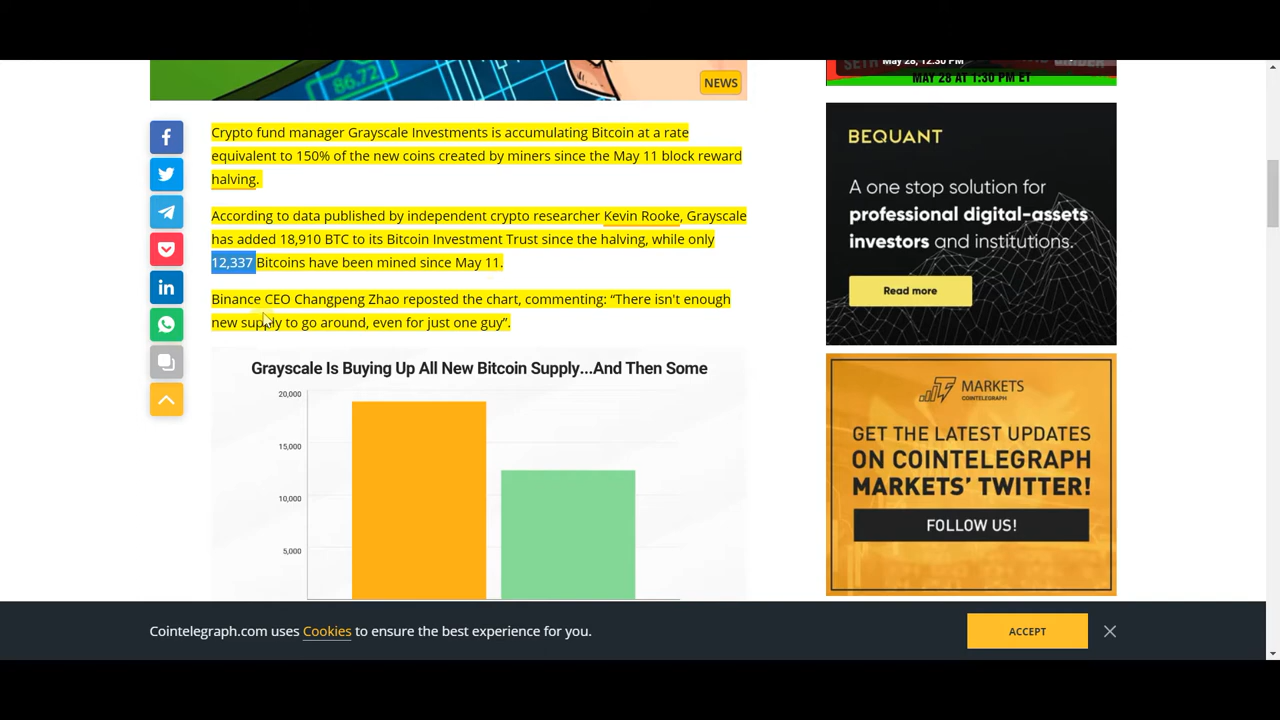 86.72
NEWS
May 28, 12:30 PM
MAY 28 AT 1:30 PM ET
Crypto fund manager Grayscale Investments is accumulating Bitcoin at a rate
equivalent to 150% of the new coins created by miners since the May 11 block reward
halving.
According to data published by independent crypto researcher Kevin Rooke, Grayscale
has added 18,910 BTC to its Bitcoin Investment Trust since the halving, while only
12,337 Bitcoins have been mined since May 11.
Binance CEO Changpeng Zhao reposted the chart, commenting: “There isn't enough
new supply to go around, even for just one guy”.
Grayscale Is Buying Up All New Bitcoin Supply...And Then Some
20,000
15,000
10,000
5,000
BEQUANT
A one stop solution for
professional digital-assets
investors and institutions.
Read more
MARKETS
COINTELEGRAPH
GET THE LATEST UPDATES
ON COINTELEGRAPH
MARKETS’ TWITTER!
FOLLOW US!
Cointelegraph.com uses Cookies to ensure the best experience for you.
ACCEPT